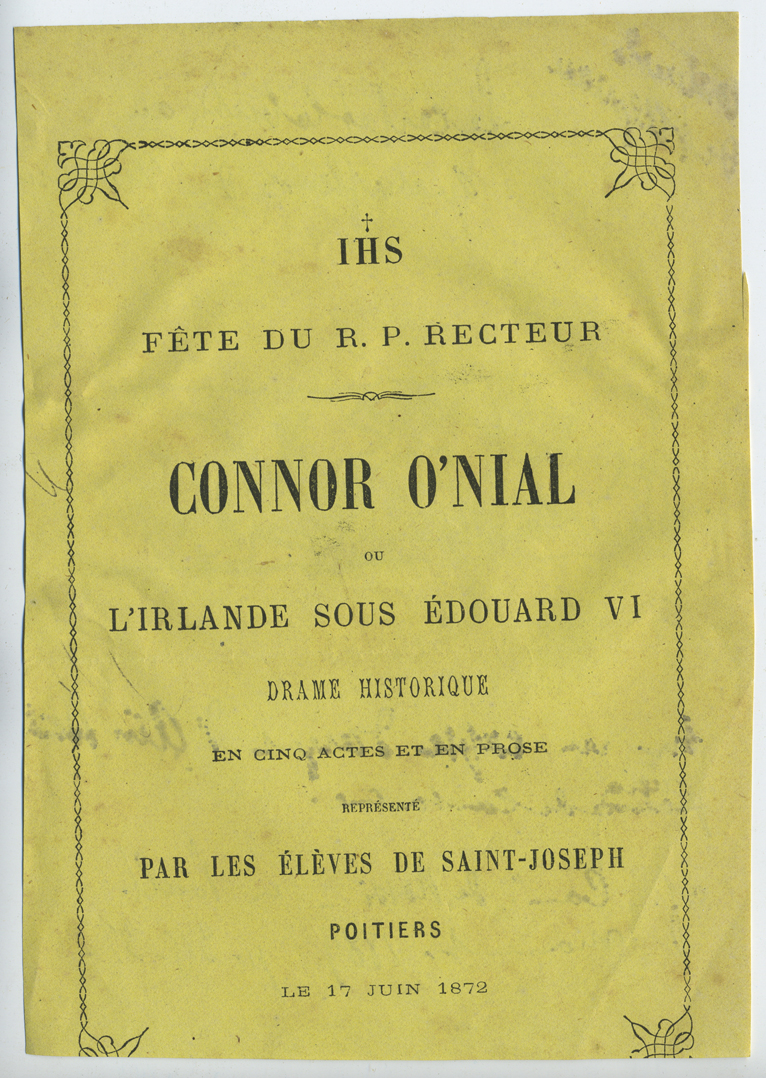 IHS
FÊTE DU R. P. RECTEUR
CONNOR O'NIAL
OU
L'IRLANDE SOUS ÉDOUARD VI
DRAME HISTORIQUE
EN CINQ ACTES ET EN PROSE
REPRÉSENTÉ
PAR LES ÉLÈVES DE SAINT-JOSEPH
POITIERS
LE 17 JUIN 1872